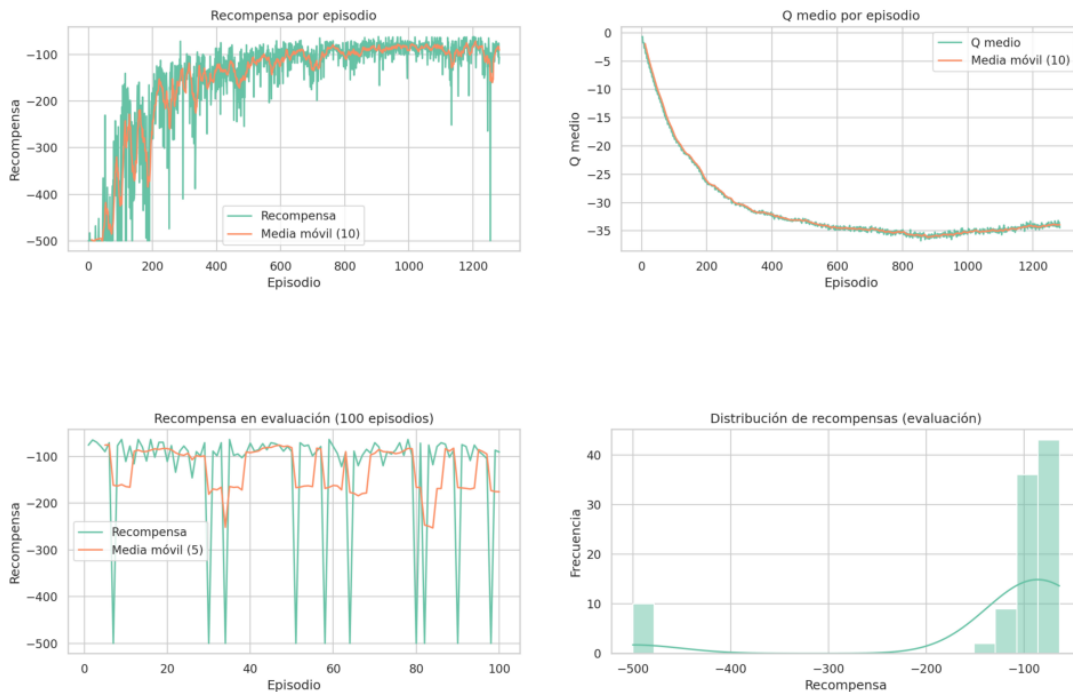 Recompensa por episodio
−100
−200
−300
−400
−500
Recompensa
Recompensa
Media móvil (10)
0
200
400
600
800
1000
1200
Episodio
Q medio por episodio
0
−5
−10
−15
−20
−25
−30
−35
Q medio
Q medio
Media móvil (10)
0
200
400
600
800
1000
1200
Episodio
Recompensa en evaluación (100 episodios)
−100
−200
−300
−400
−500
Recompensa
Recompensa
Media móvil (5)
0
20
40
60
80
100
Episodio
Distribución de recompensas (evaluación)
40
30
20
10
0
Frecuencia
−500
−400
−300
−200
−100
Recompensa